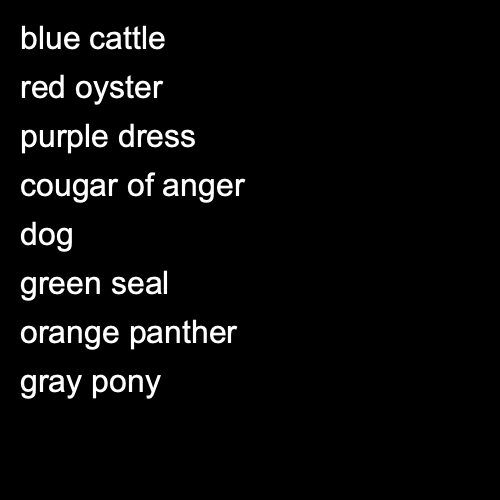 blue cattle
red oyster
purple dress
cougar of anger
dog
green seal
orange panther
gray pony